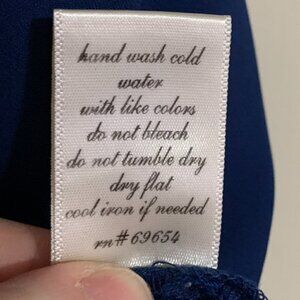 hand wash cold
water
with like colors
do not bleach
do not tumble dry
dry flat
cool iron if needed
rn#69654